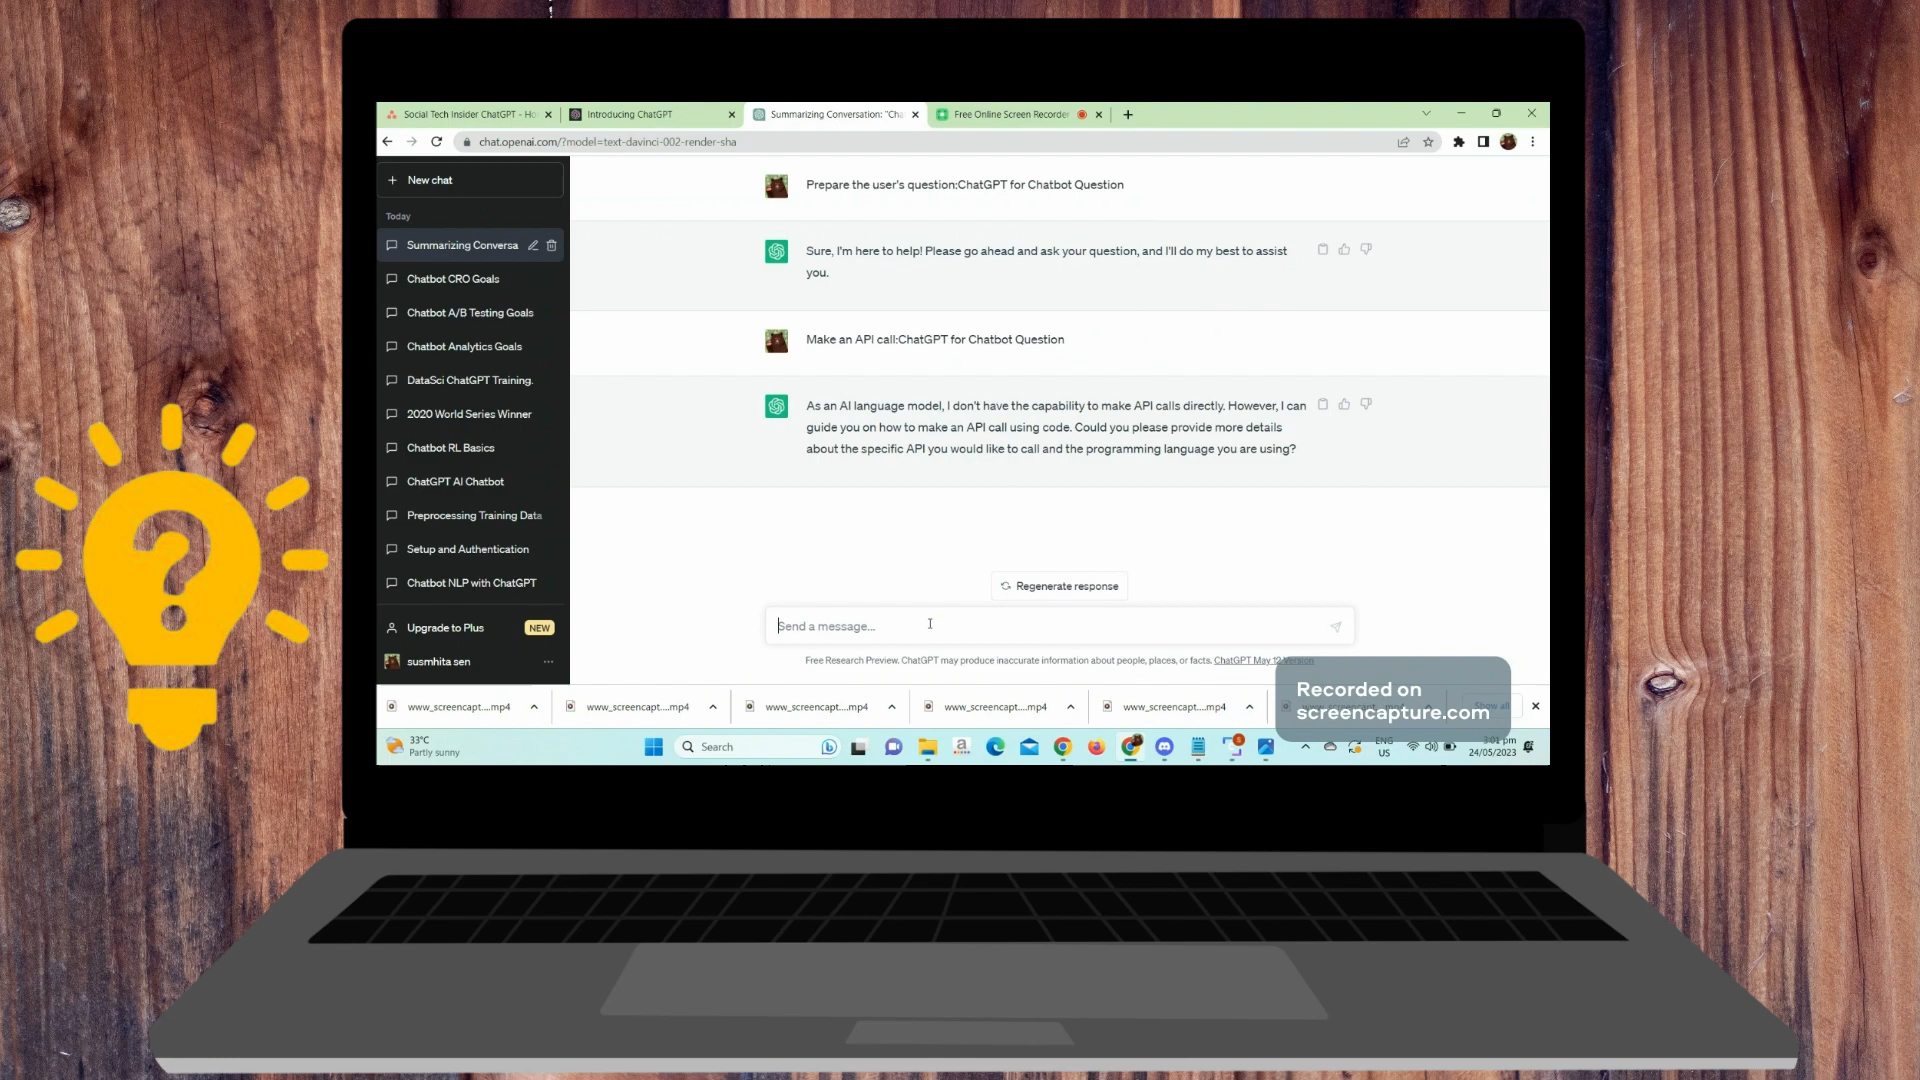 Social Tech Insider ChatGPT - Ho
Introducing ChatGPT
Summarizing Conversation: "Cha
Free Online Screen Recorder
chat.openai.com/?model=text-davinci-002-render-sha
New chat
Today
Summarizing Conversa
Chatbot CRO Goals
Chatbot A/B Testing Goals
Chatbot Analytics Goals
DataSci ChatGPT Training.
2020 World Series Winner
Chatbot RL Basics
ChatGPT AI Chatbot
Preprocessing Training Data
Setup and Authentication
Chatbot NLP with ChatGPT
Upgrade to Plus NEW
susmhita sen
Prepare the user's question:ChatGPT for Chatbot Question
Sure, I'm here to help! Please go ahead and ask your question, and I'll do my best to assist
you.
Make an API call:ChatGPT for Chatbot Question
As an AI language model, I don't have the capability to make API calls directly. However, I can
guide you on how to make an API call using code. Could you please provide more details
about the specific API you would like to call and the programming language you are using?
Regenerate response
Send a message...
Free Research Preview. ChatGPT may produce inaccurate information about people, places, or facts. ChatGPT May 12 Version
Recorded on
screencapture.com
www_screencapt....mp4
www_screencapt....mp4
www_screencapt....mp4
www_screencapt....mp4
www_screencapt....mp4
www_screencapt....mp4
Show all
33°C
Partly sunny
Search
ENG
US
3:01 pm
24/05/2023